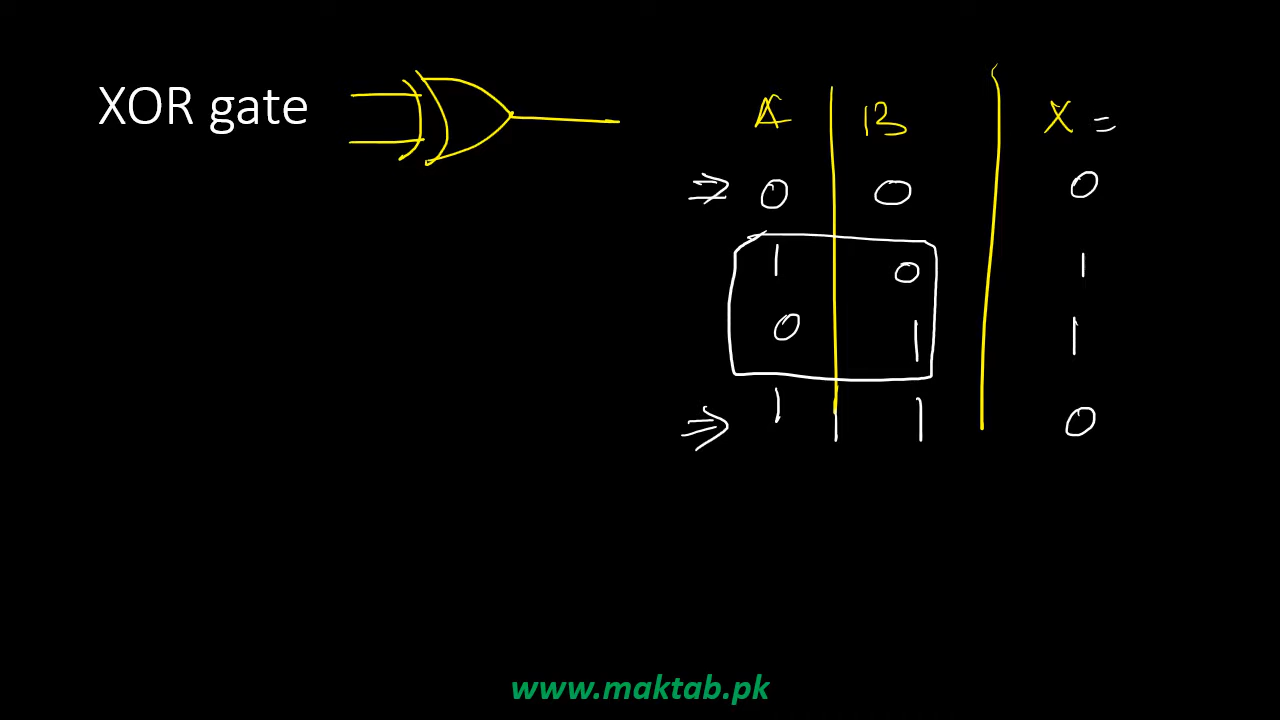 XOR gate
A B X =
0 0 0
1 0 1
0 1 1
1 1 0
www.maktab.pk